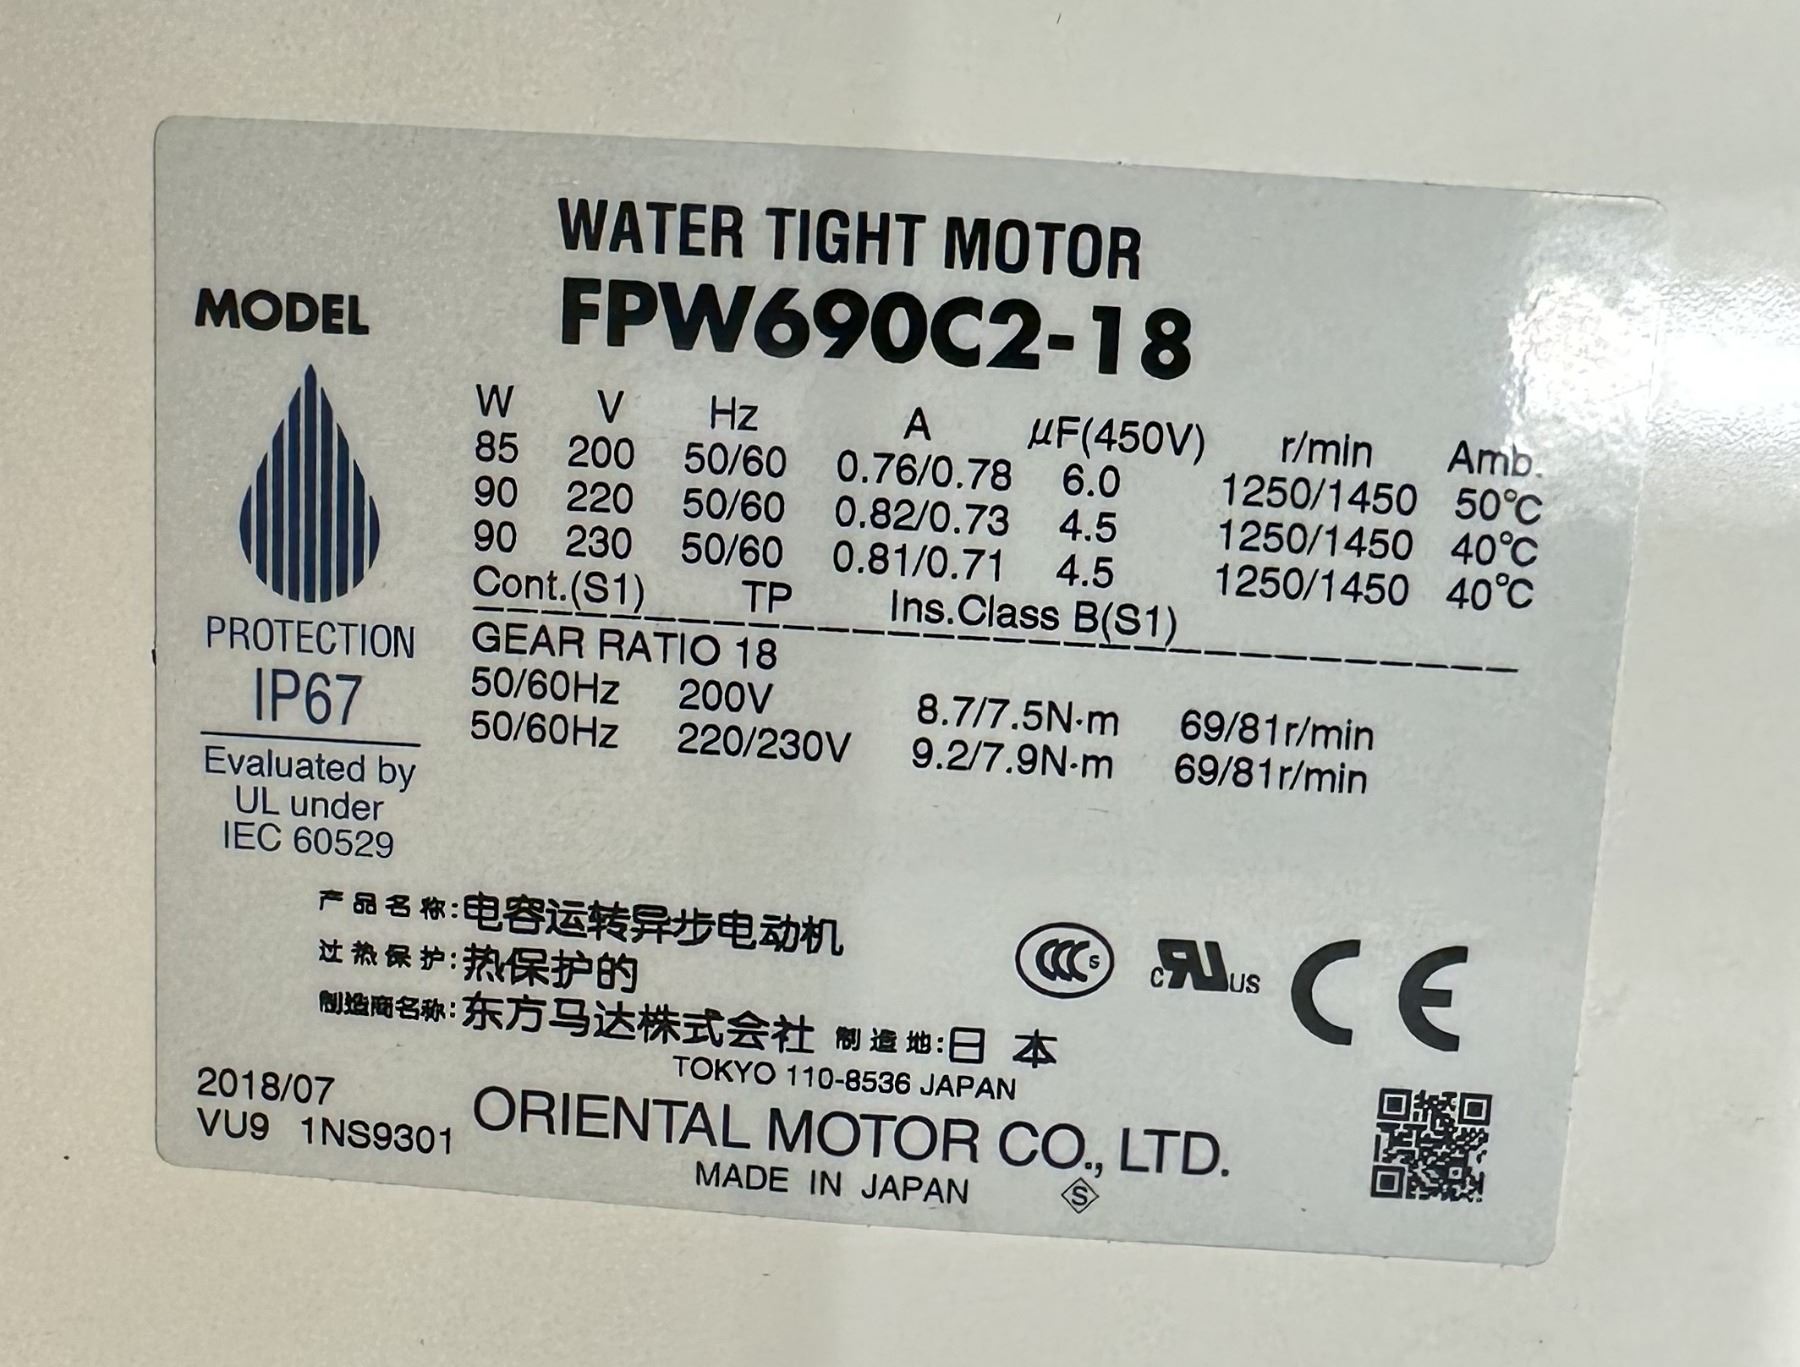 WATER TIGHT MOTOR
MODEL FPW690C2-18
W V Hz A µF(450V) r/min Amb.
85 200 50/60 0.76/0.78 6.0 1250/1450 50℃
90 220 50/60 0.82/0.73 4.5 1250/1450 40℃
90 230 50/60 0.81/0.71 4.5 1250/1450 40℃
Cont.(S1) TP Ins.Class B(S1)
GEAR RATIO 18
50/60Hz 200V 8.7/7.5N·m 69/81r/min
50/60Hz 220/230V 9.2/7.9N·m 69/81r/min
PROTECTION
IP67
Evaluated by
UL under
IEC 60529
产品名称:电容运转异步电动机
过热保护:热保护的
制造商名称:东方马达株式会社 制造地:日本
CCC S
c RU US
CE
TOKYO 110-8536 JAPAN
2018/07
VU9 1NS9301
ORIENTAL MOTOR CO., LTD.
MADE IN JAPAN S